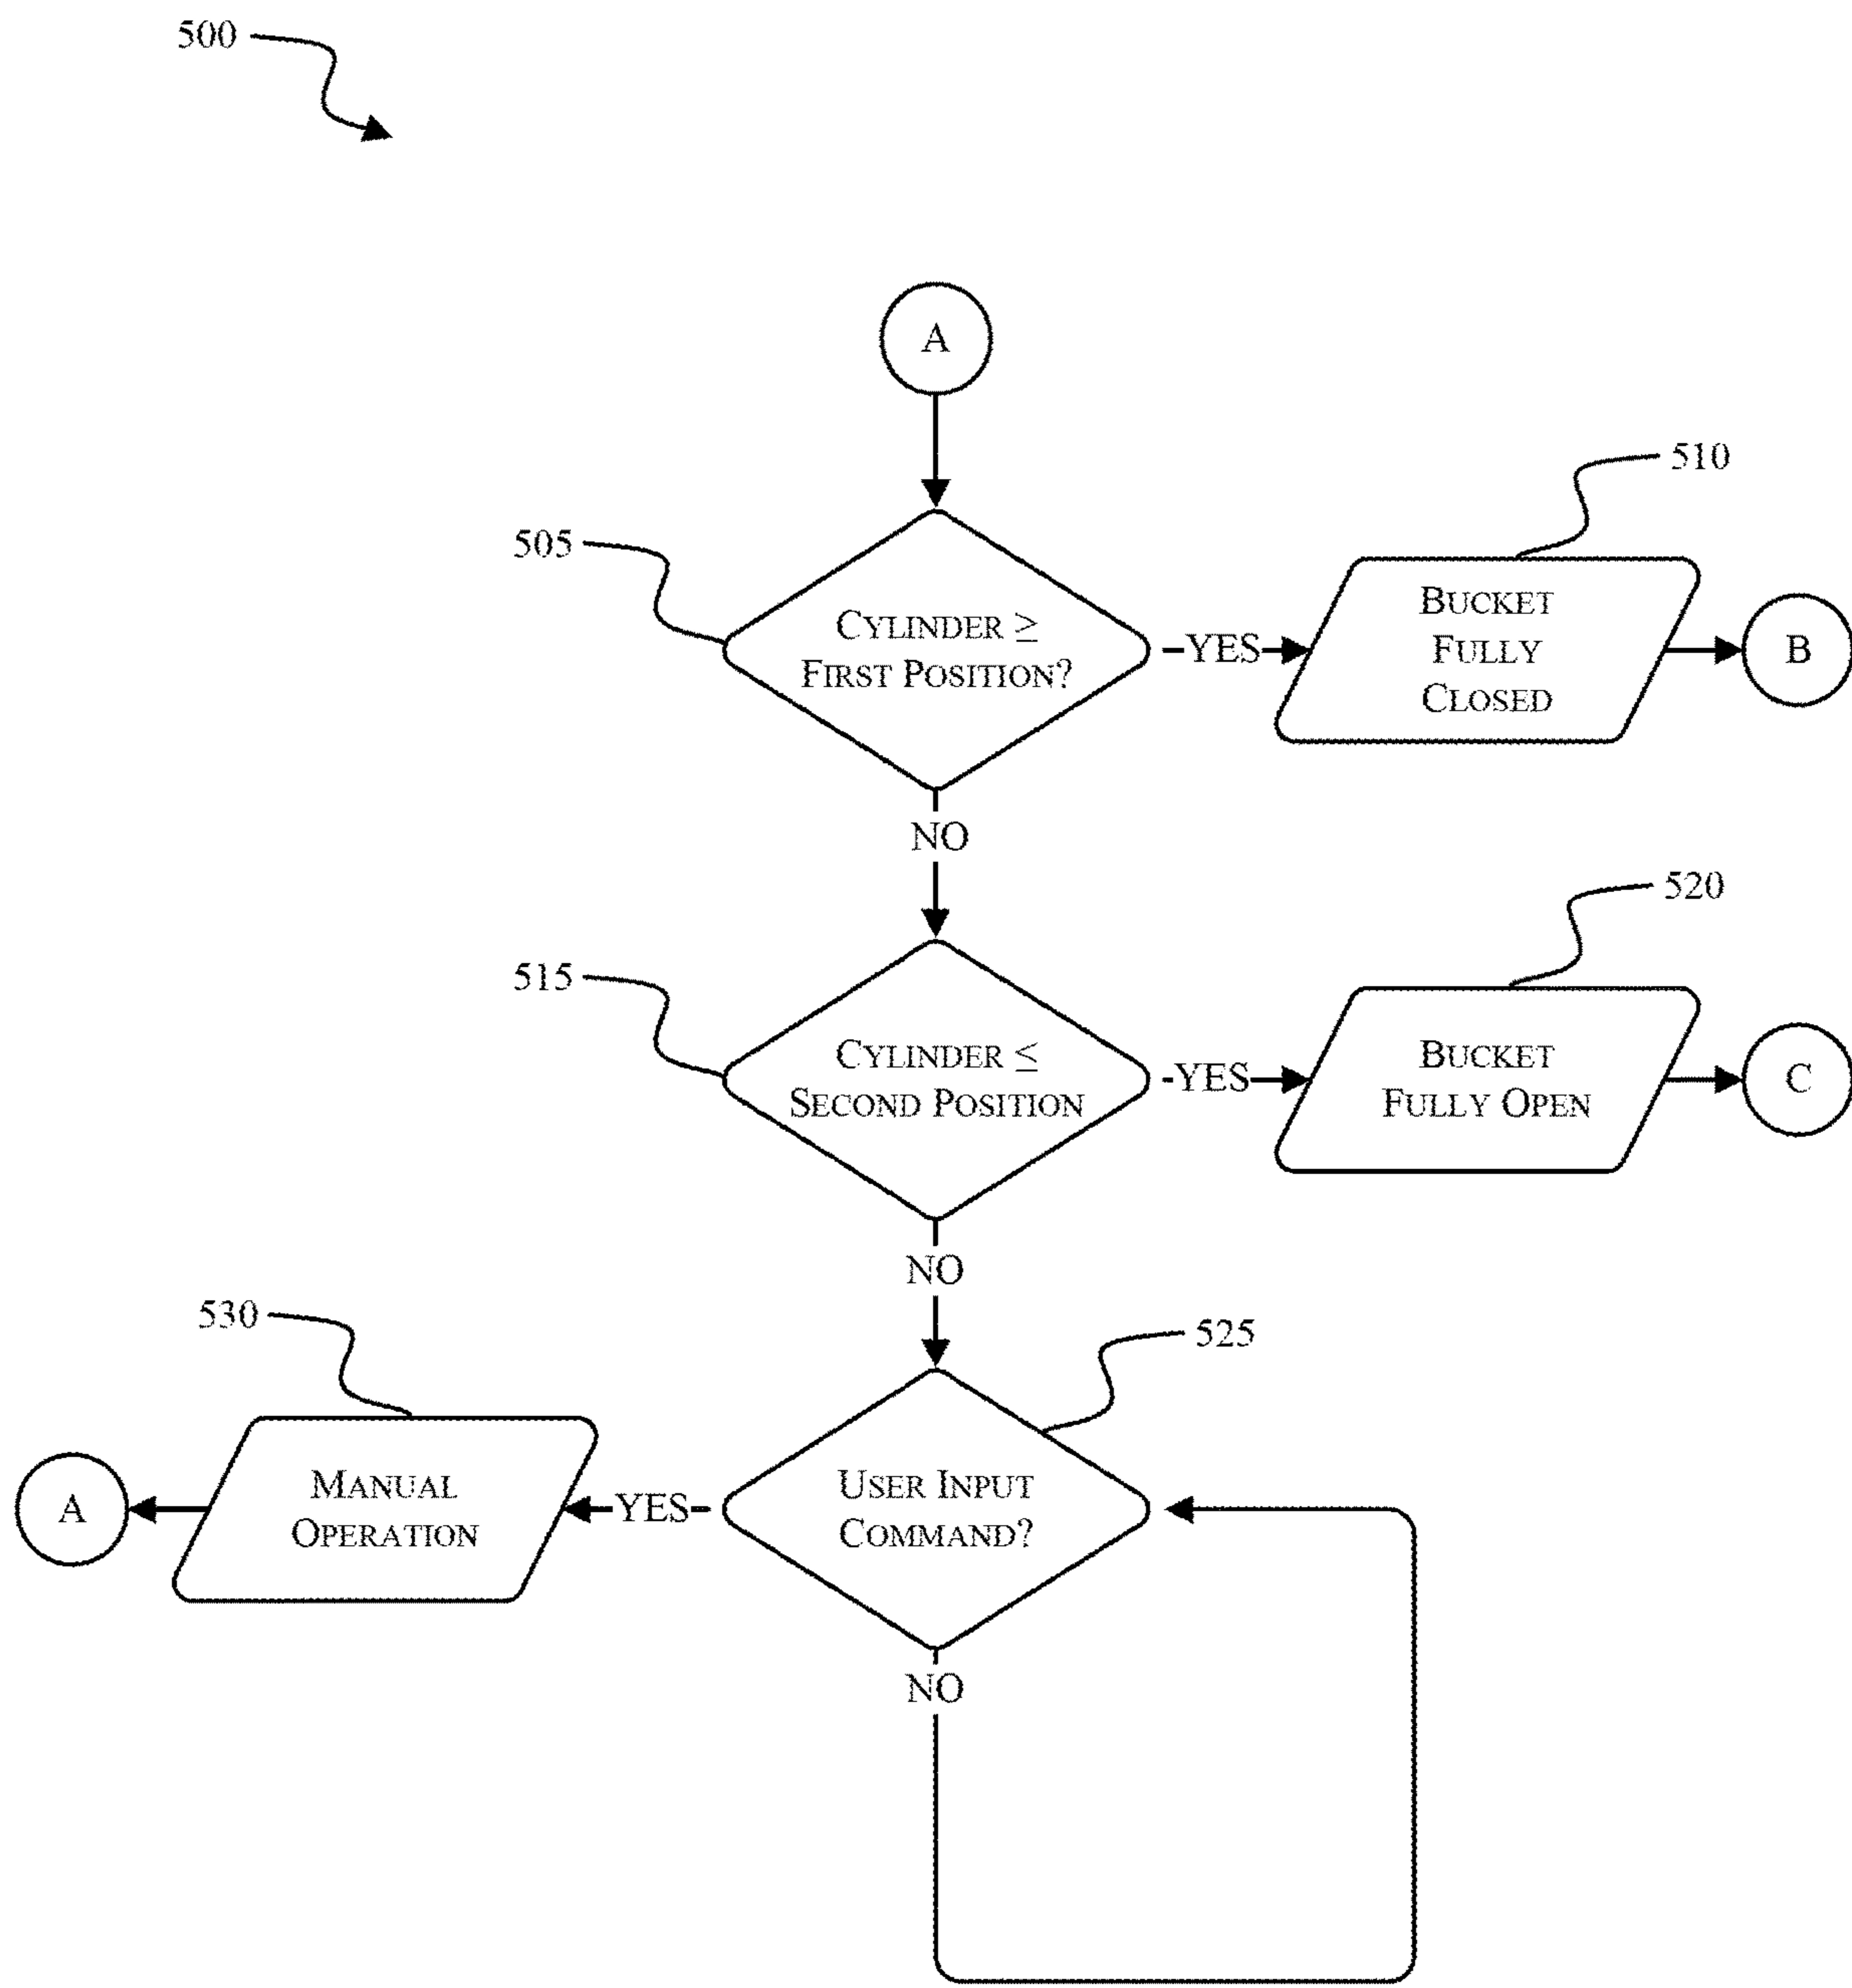 500
A
510
505
CYLINDER ≥
FIRST POSITION?
YES
BUCKET
FULLY
CLOSED
B
NO
520
515
CYLINDER ≤
SECOND POSITION
YES
BUCKET
FULLY OPEN
C
NO
530
525
A
MANUAL
OPERATION
YES
USER INPUT
COMMAND?
NO